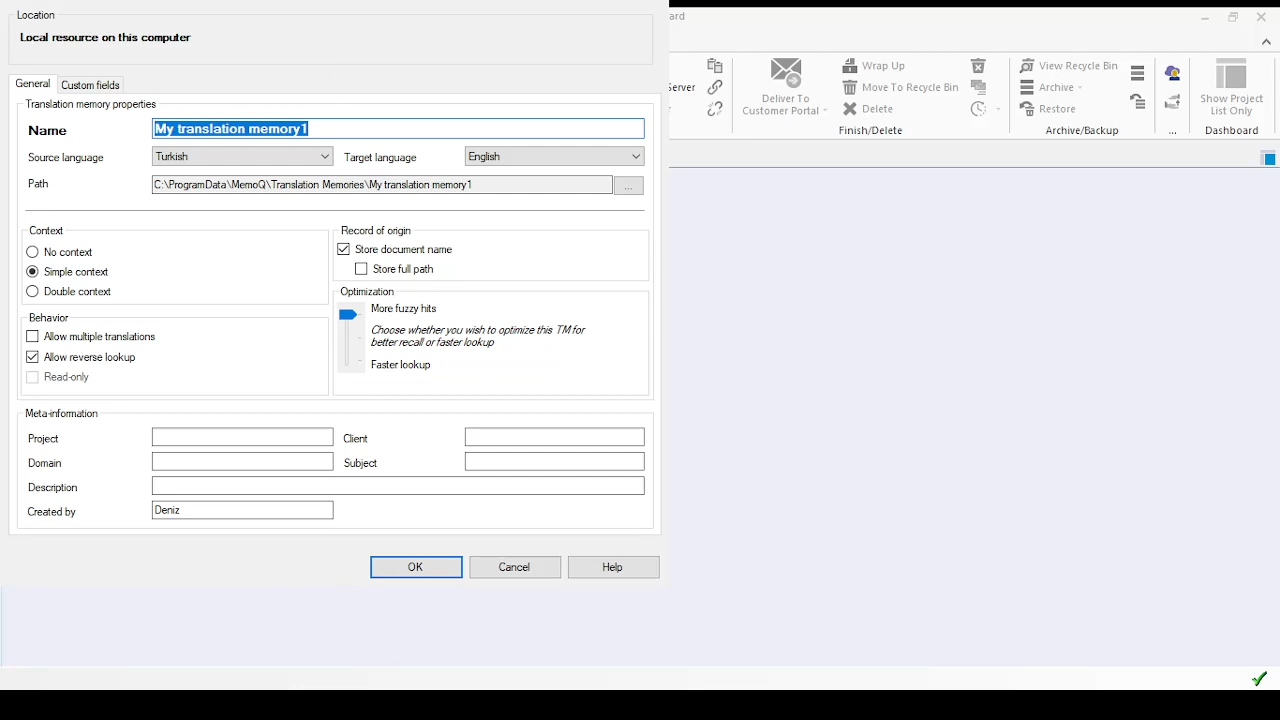 Location
Local resource on this computer
General
Custom fields
Translation memory properties
Name
My translation memory1
Source language
Turkish
Target language
English
Path
C:\ProgramData\MemoQ\Translation Memories\My translation memory1
...
Context
No context
Simple context
Double context
Record of origin
Store document name
Store full path
Behavior
Allow multiple translations
Allow reverse lookup
Read-only
Optimization
More fuzzy hits
Choose whether you wish to optimize this TM for
better recall or faster lookup
Faster lookup
Meta-information
Project
Client
Domain
Subject
Description
Created by
Deniz
OK
Cancel
Help
ard
erver
Deliver To
Customer Portal
Wrap Up
Move To Recycle Bin
Delete
Finish/Delete
View Recycle Bin
Archive
Restore
Archive/Backup
...
Show Project
List Only
Dashboard